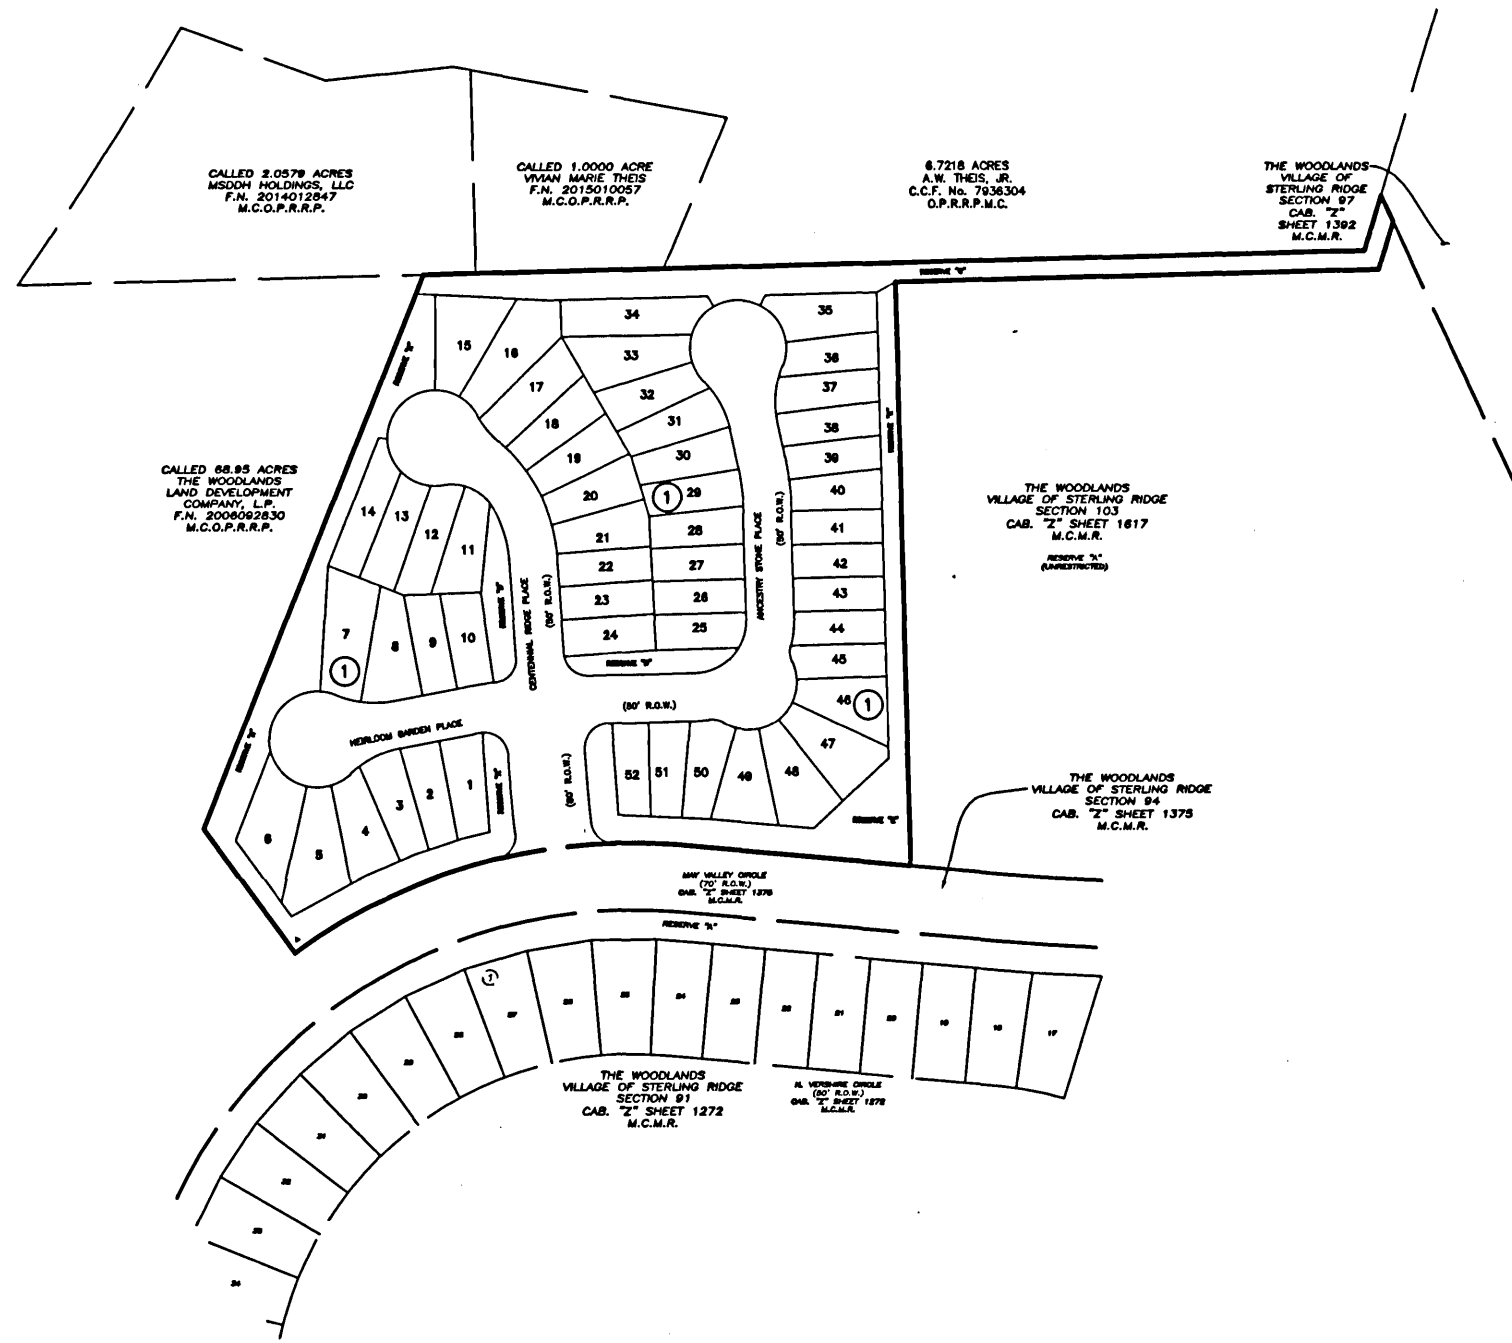 CALLED 2.0579 ACRES
MSDDH HOLDINGS, LLC
F.N. 2014012847
M.C.O.P.R.R.P.
CALLED 1.0000 ACRE
VIVIAN MARIE THEIS
F.N. 2015010057
M.C.O.P.R.R.P.
6.7218 ACRES
A.W. THEIS, JR.
C.C.F. No. 7936304
O.P.R.R.P.M.C.
THE WOODLANDS
VILLAGE OF
STERLING RIDGE
SECTION 97
CAB. "Z"
SHEET 1392
M.C.M.R.
CALLED 68.95 ACRES
THE WOODLANDS
LAND DEVELOPMENT
COMPANY, L.P.
F.N. 2006092830
M.C.O.P.R.R.P.
THE WOODLANDS
VILLAGE OF STERLING RIDGE
SECTION 103
CAB. "Z" SHEET 1617
M.C.M.R.
RESERVE "A"
(UNRESTRICTED)
15
16
17
18
19
20
21
22
23
24
34
33
32
31
30
1
29
28
27
26
25
35
36
37
38
39
40
41
42
43
44
45
46
1
47
48
49
50
51
52
14
13
12
11
7
8
9
10
1
6
5
4
3
2
1
CENTENNIAL RIDGE PLACE
(50' R.O.W.)
ANCESTRY STONE PLACE
(50' R.O.W.)
HEIRLOOM GARDEN PLACE
(50' R.O.W.)
(60' R.O.W.)
THE WOODLANDS
VILLAGE OF STERLING RIDGE
SECTION 94
CAB. "Z" SHEET 1375
M.C.M.R.
MAY VALLEY CIRCLE
(70' R.O.W.)
M.C.M.R.
RESERVE "A"
17
THE WOODLANDS
VILLAGE OF STERLING RIDGE
SECTION 91
CAB. "Z" SHEET 1272
M.C.M.R.
N. VERSHIRE CIRCLE
CAB. "Z" SHEET 1272
M.C.M.R.